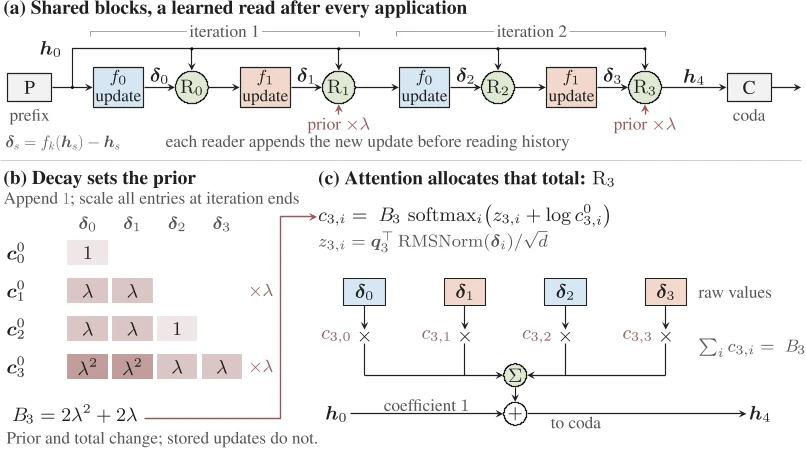 (a) Shared blocks, a learned read after every application
iteration 1
iteration 2
h₀
P
f₀
update
δ₀
R₀
f₁
update
δ₁
R₁
f₀
update
δ₂
R₂
f₁
update
δ₃
R₃
h₄
C
prefix
prior ×λ
prior ×λ
coda
δₛ = fₖ(hₛ) − hₛ
each reader appends the new update before reading history
(b) Decay sets the prior
Append 1; scale all entries at iteration ends
δ₀ δ₁ δ₂ δ₃
c⁰₀ 1
c⁰₁ λ λ ×λ
c⁰₂ λ λ 1
c⁰₃ λ² λ² λ λ ×λ
B₃ = 2λ² + 2λ
Prior and total change; stored updates do not.
(c) Attention allocates that total: R₃
c₃,ᵢ = B₃ softmaxᵢ(z₃,ᵢ + log c⁰₃,ᵢ)
z₃,ᵢ = q₃⊤ RMSNorm(δᵢ)/√d
δ₀ δ₁ δ₂ δ₃ raw values
c₃,₀ × c₃,₁ × c₃,₂ × c₃,₃ ×
∑ᵢ c₃,ᵢ = B₃
Σ
h₀ coefficient 1 + to coda h₄